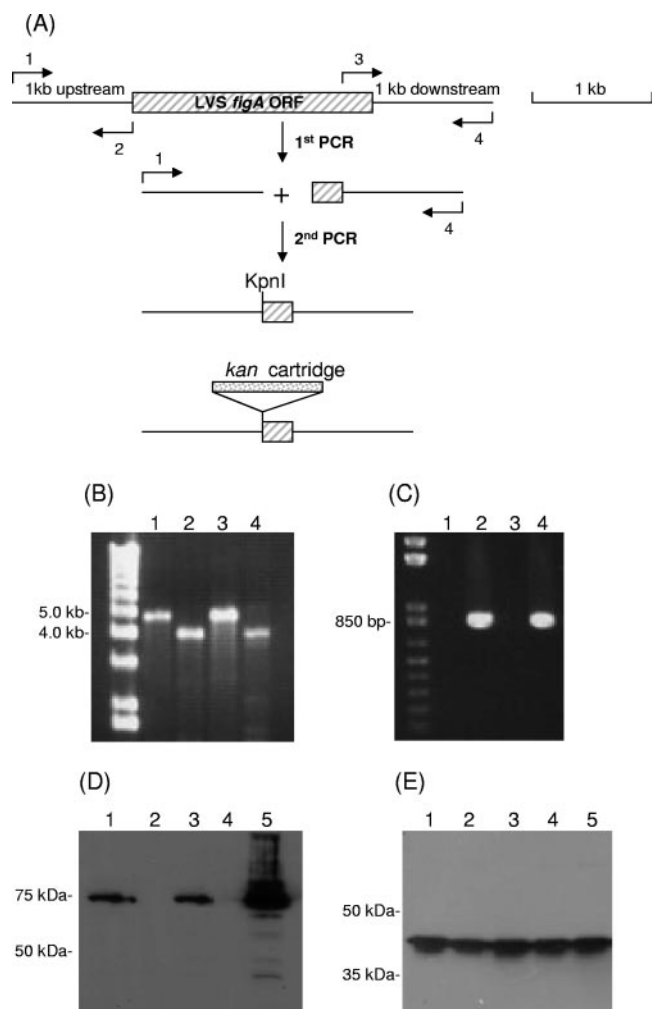 (A)
1
3
1kb upstream
LVS figA ORF
1 kb downstream
1 kb
2
4
1st PCR
1
+
4
2nd PCR
KpnI
kan cartridge
(B)
(C)
1 2 3 4
1 2 3 4
5.0 kb-
4.0 kb-
850 bp-
(D)
(E)
1 2 3 4 5
1 2 3 4 5
75 kDa-
50 kDa-
50 kDa-
35 kDa-